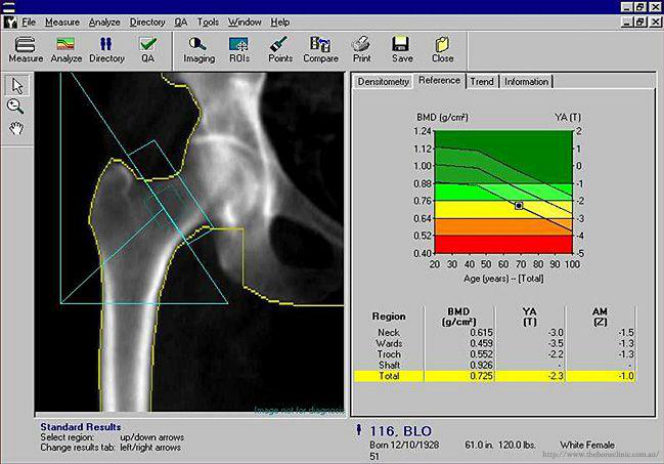 File Measure Analyze Directory QA Tools Window Help
Measure Analyze Directory QA Imaging ROIs Points Compare Print Save Close
Densitometry Reference Trend Information
BMD (g/cm²) YA (T)
1.24 2
1.12 1
1.00 0
0.88 -1
0.76 -2
0.64 -3
0.52 -4
0.40 -5
20 30 40 50 60 70 80 90 100
Age (years) -- [Total]
Region BMD (g/cm²) YA (T) AM (Z)
Neck 0.615 -3.0 -1.5
Wards 0.459 -3.5 -1.3
Troch 0.552 -2.2 -1.3
Shaft 0.926 - -
Total 0.725 -2.3 -1.0
Image not for diagnosis
Standard Results
Select region: up/down arrows
Change results tab: left/right arrows
116, BLO
Born 12/10/1928 61.0 in. 120.0 lbs. White Female
51
http://www.theboneclinic.com.au/